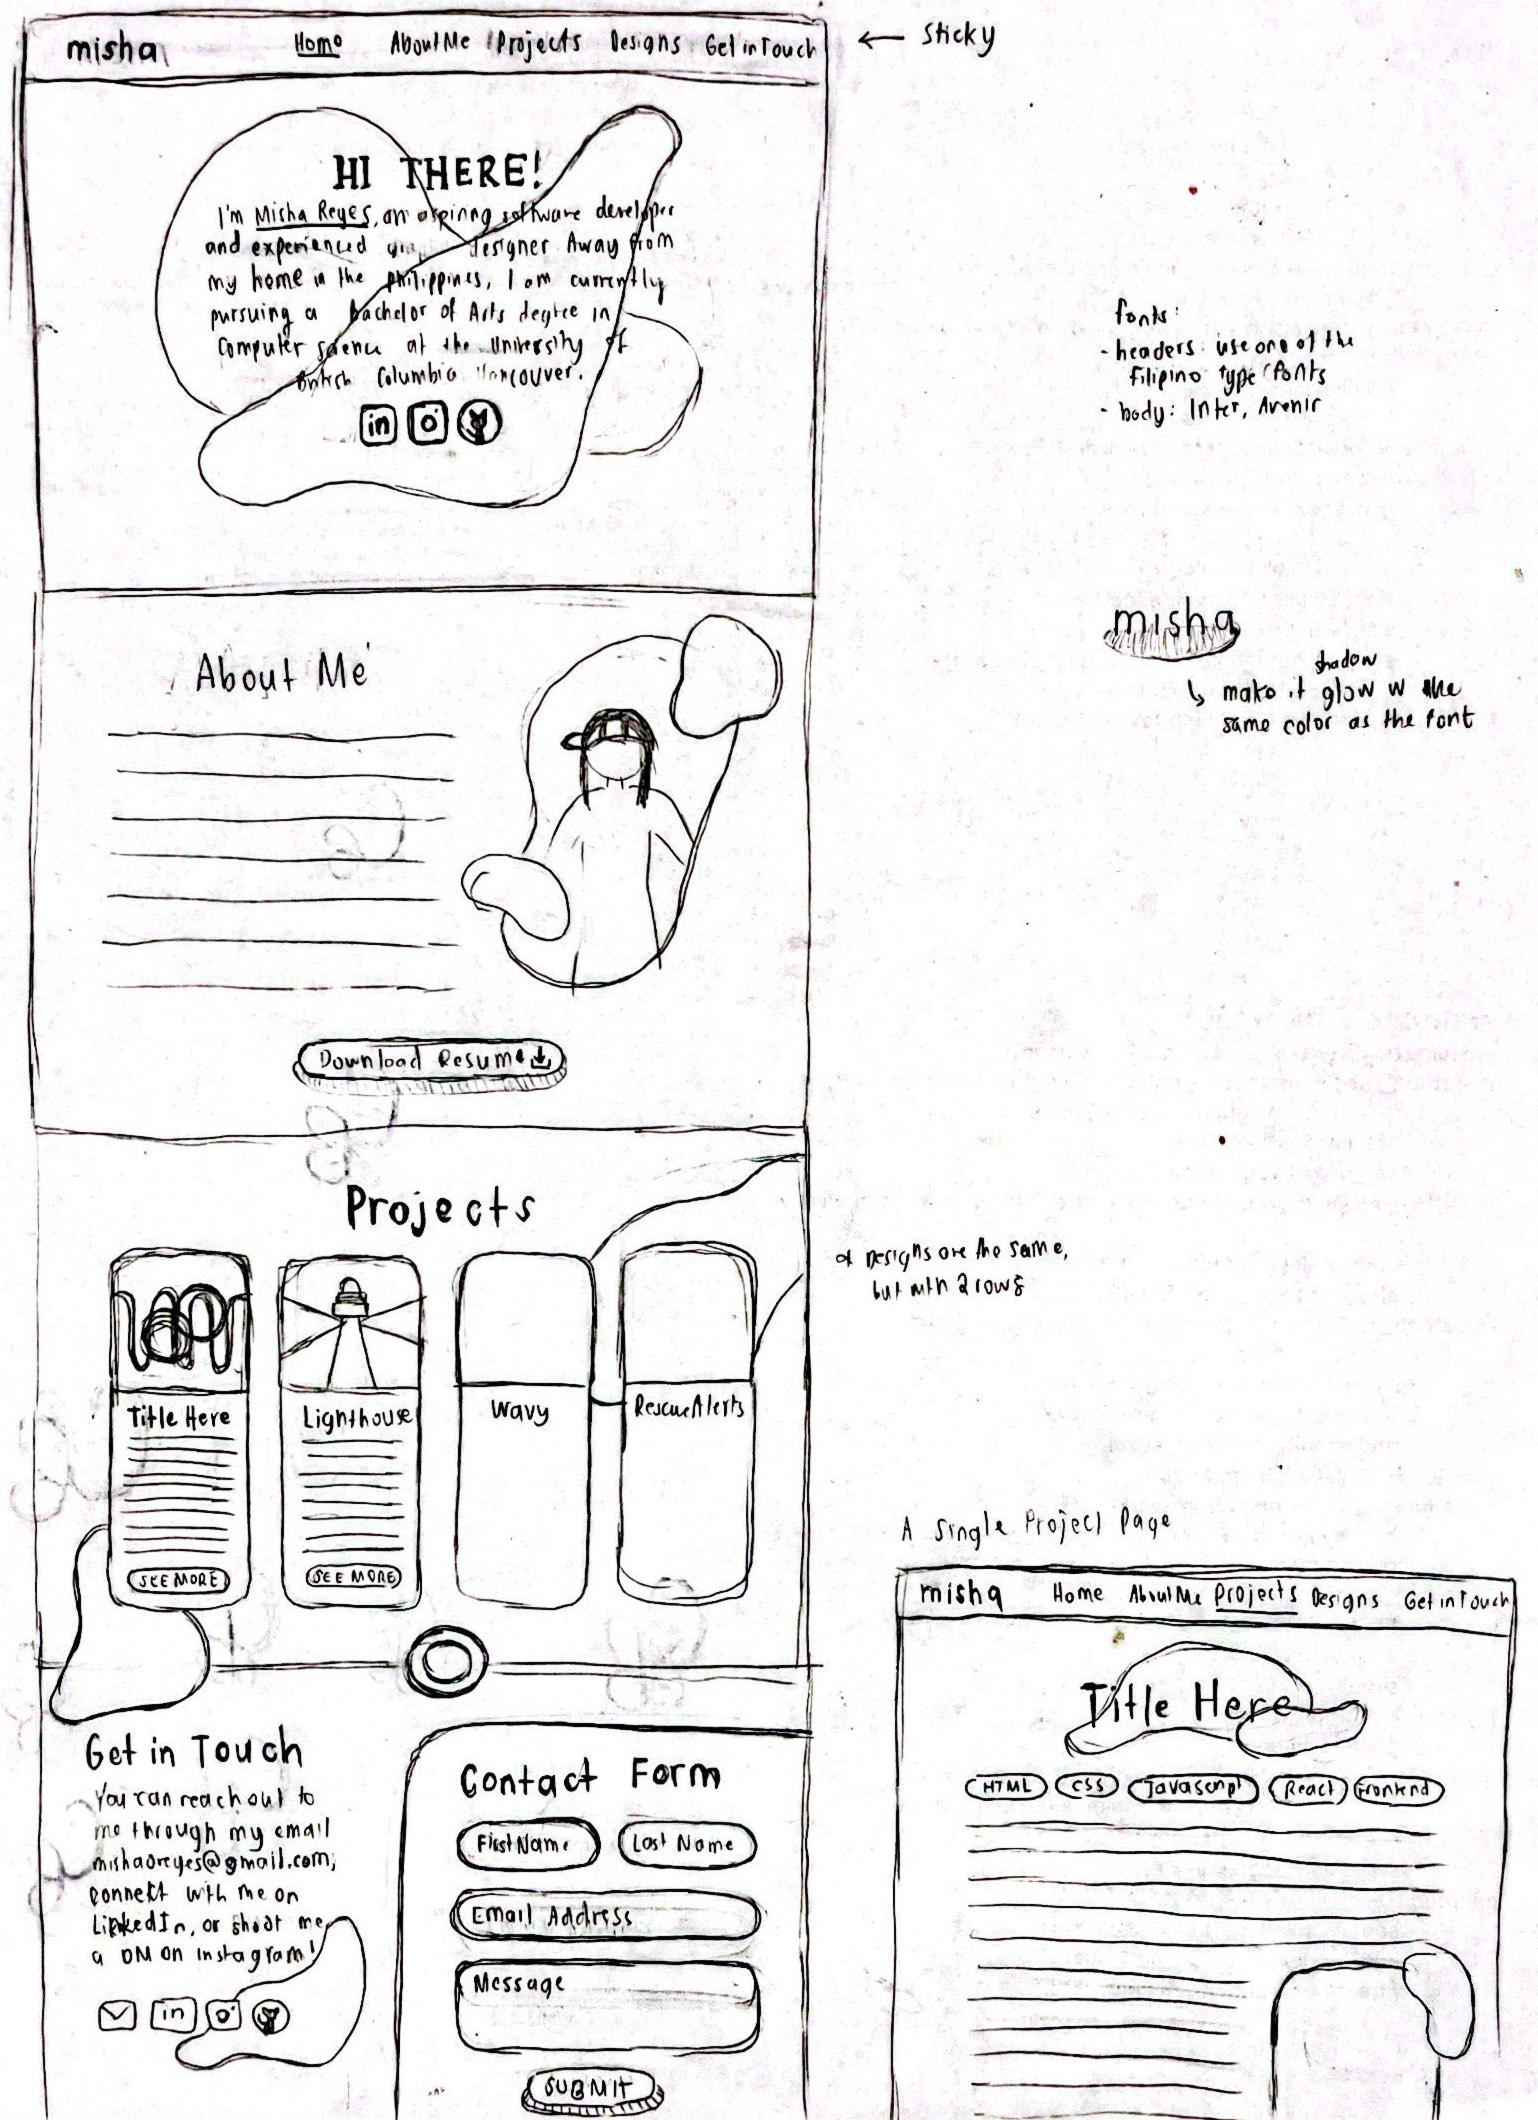 misha Home About Me Projects Designs Get in Touch
← sticky
HI THERE!
I'm Misha Reyes, an aspiring software developer
and experienced designer Away from
my home in the Philippines, I am currently
pursuing a Bachelor of Arts degree in
Computer science at the University of
British Columbia Vancouver.
in
fonts:
- headers: use one of the
Filipino type fonts
- body: Inter, Avenir
misha
shadow
↳ make it glow w the
same color as the font
About Me
Download Resume
Projects
Title Here
SEE MORE
Lighthouse
SEE MORE
Wavy
RescueAlerts
Designs are the same,
but with 2 rows
Get in Touch
You can reach out to
me through my email
mishaoreyes@gmail.com,
connect with me on
LinkedIn, or shoot me
a DM on Instagram!
in
Contact Form
First Name
Last Name
Email Address
Message
SUBMIT
A Single Project Page
misha Home About Me Projects Designs Get in Touch
Title Here
HTML CSS Javascript React Frontend